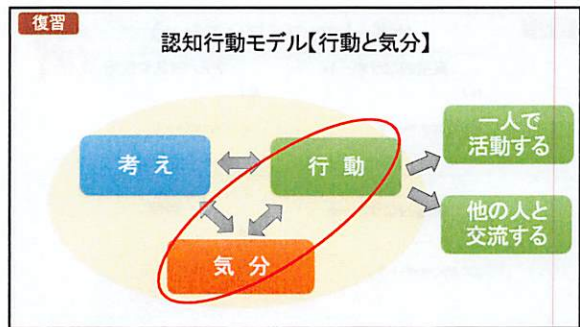 復習
認知行動モデル【行動と気分】
考え
行動
気分
一人で
活動する
他の人と
交流する